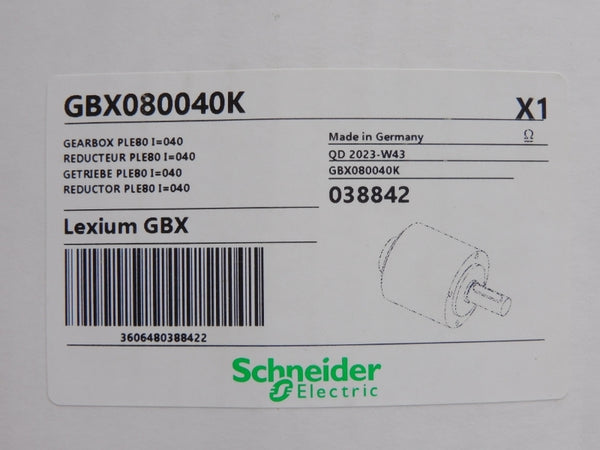 GBX080040K
X1
GEARBOX PLE80 I=040
REDUCTEUR PLE80 I=040
GETRIEBE PLE80 I=040
REDUCTOR PLE80 I=040
Made in Germany Ω
QD 2023-W43
GBX080040K
038842
Lexium GBX
3606480388422
Schneider
Electric